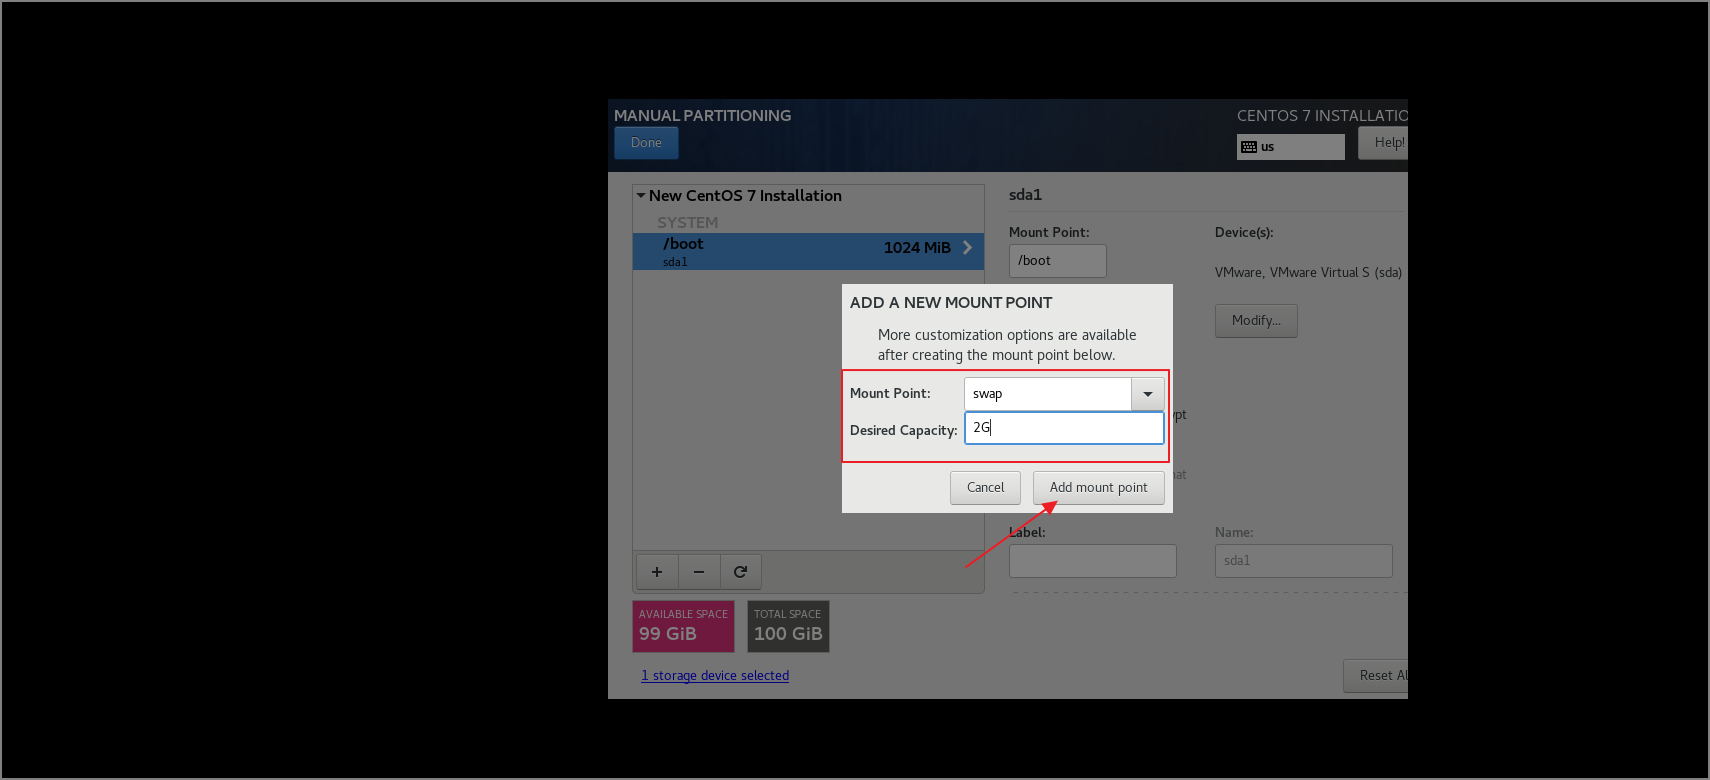 MANUAL PARTITIONING
CENTOS 7 INSTALLATIO
Done
us
Help!
New CentOS 7 Installation
SYSTEM
/boot
1024 MiB
sda1
sda1
Mount Point:
Device(s):
/boot
VMware, VMware Virtual S (sda)
Modify...
ADD A NEW MOUNT POINT
More customization options are available
after creating the mount point below.
Mount Point:
swap
Desired Capacity:
2G
Cancel
Add mount point
Label:
Name:
sda1
+
-
AVAILABLE SPACE
99 GiB
TOTAL SPACE
100 GiB
1 storage device selected
Reset Al